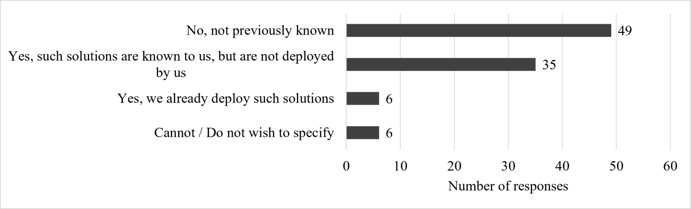 No, not previously known
49
Yes, such solutions are known to us, but are not deployed
by us
35
Yes, we already deploy such solutions
6
Cannot / Do not wish to specify
6
0 10 20 30 40 50 60
Number of responses